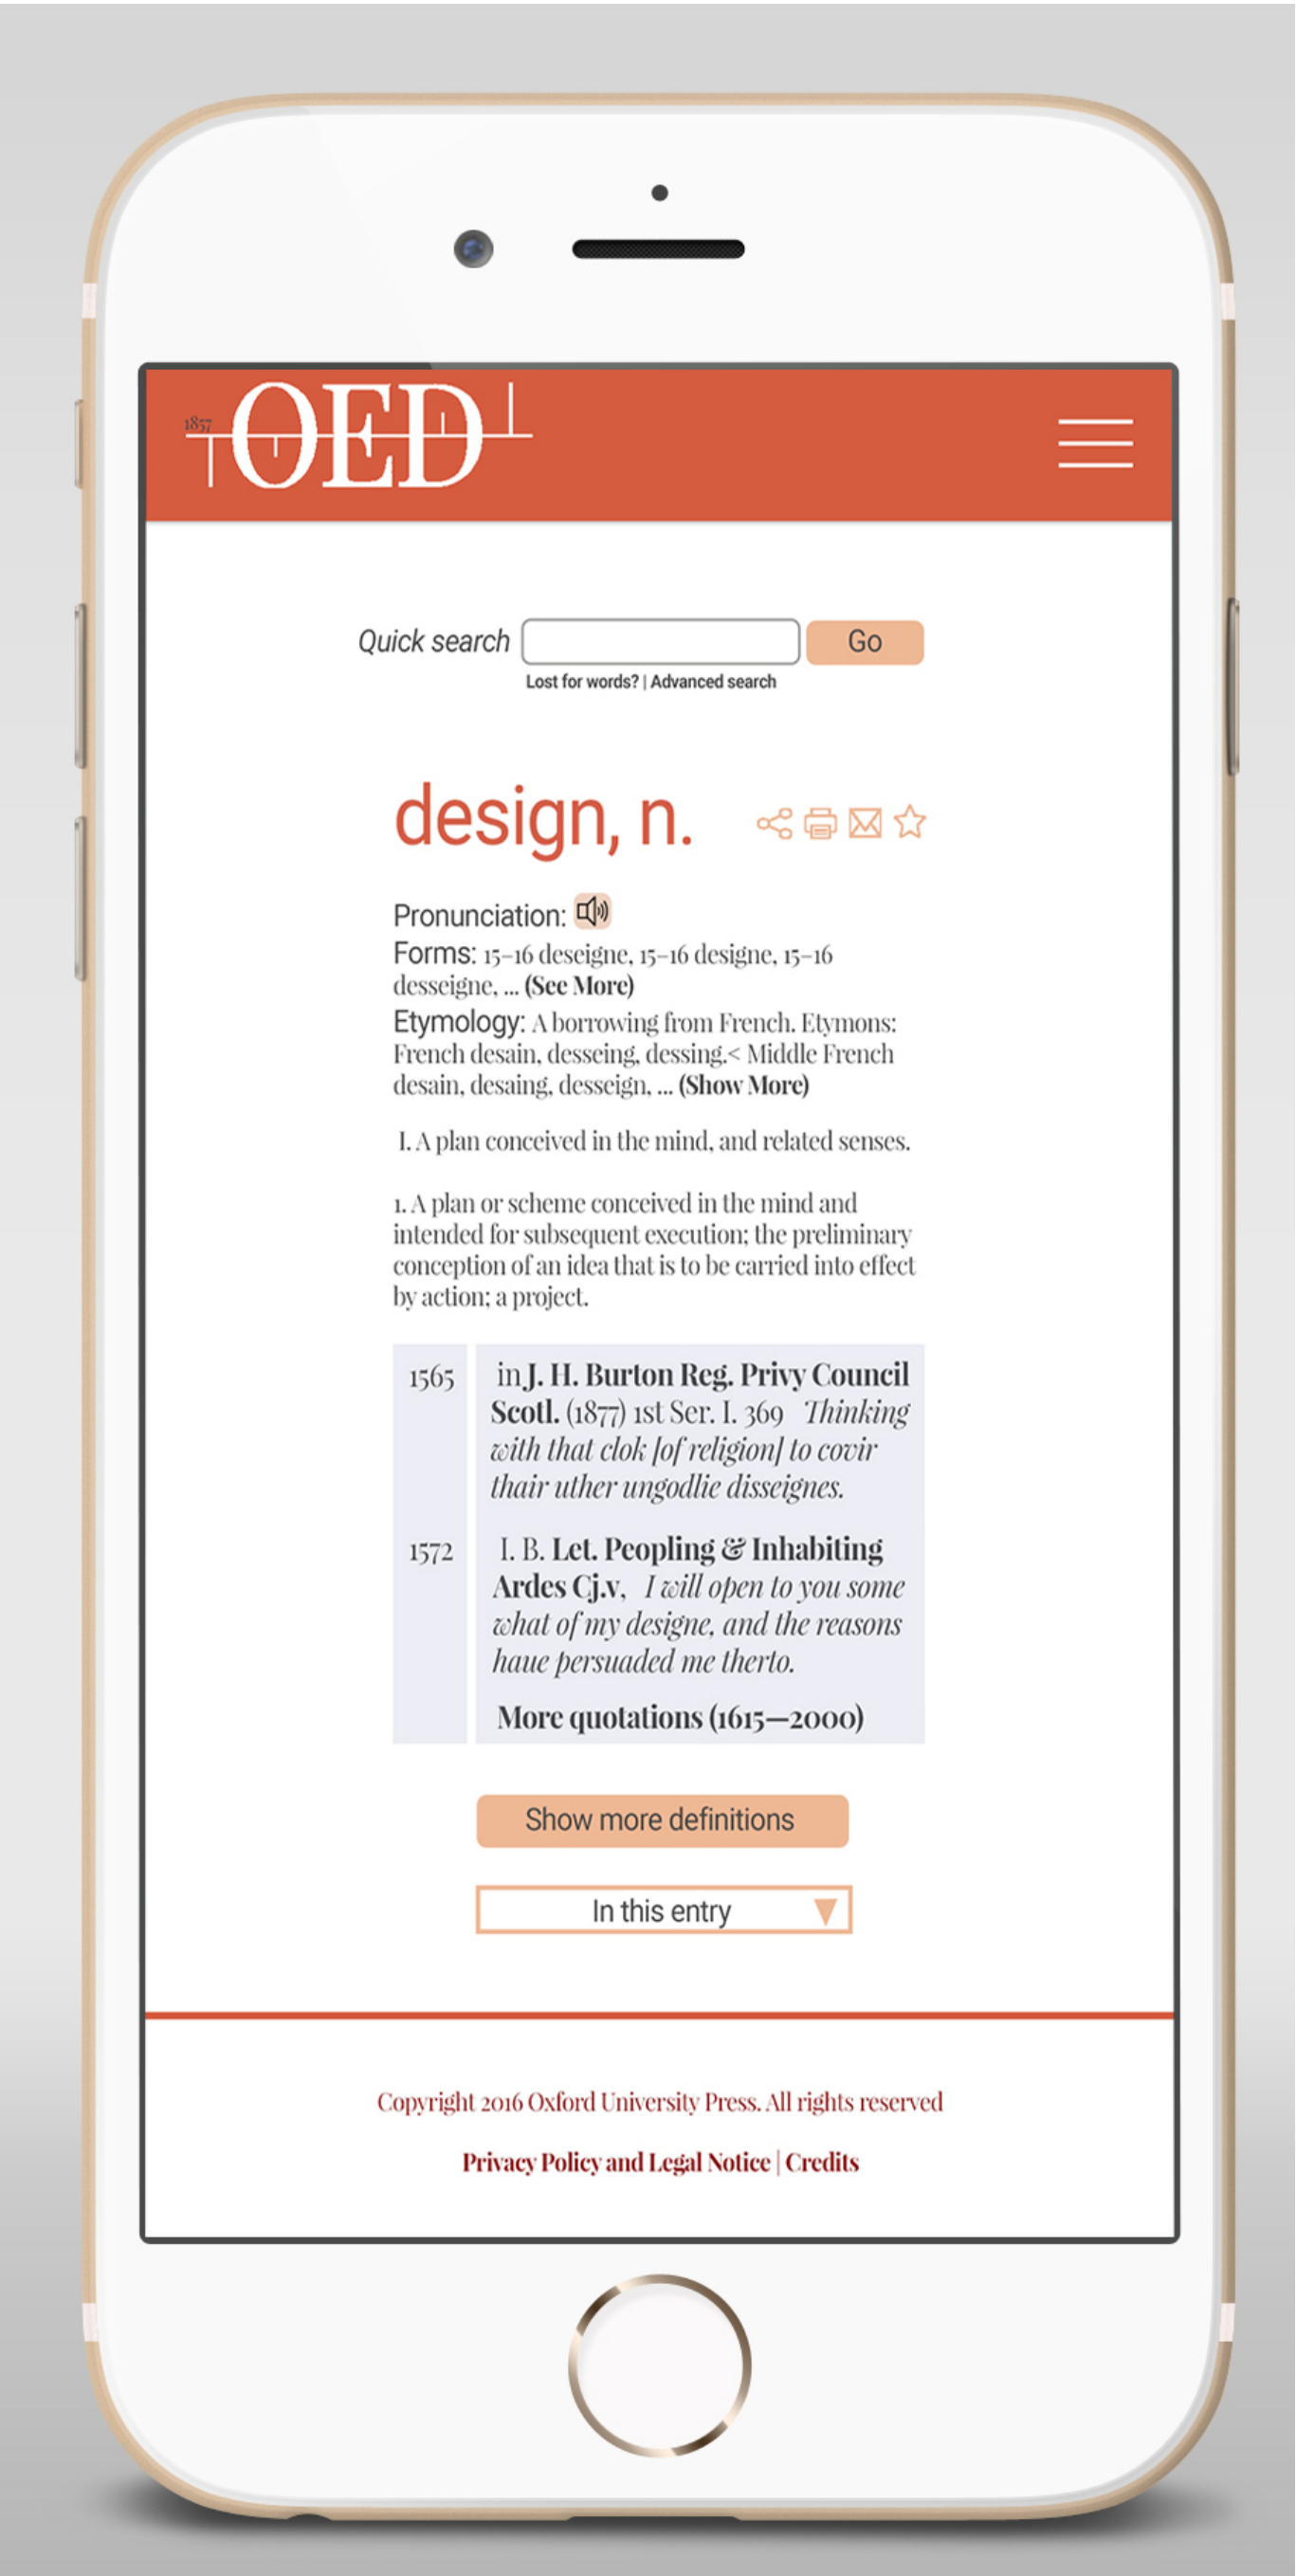 1857
OED
Quick search
Go
Lost for words? | Advanced search
design, n.
Pronunciation:
Forms: 15–16 deseigne, 15–16 designe, 15–16
desseigne, ... (See More)
Etymology: A borrowing from French. Etymons:
French desain, desseing, dessing.< Middle French
desain, desaing, desseign, ... (Show More)
I. A plan conceived in the mind, and related senses.
1. A plan or scheme conceived in the mind and
intended for subsequent execution; the preliminary
conception of an idea that is to be carried into effect
by action; a project.
1565 in J. H. Burton Reg. Privy Council
Scotl. (1877) 1st Ser. I. 369 Thinking
with that clok [of religion] to covir
thair uther ungodlie disseignes.
1572 I. B. Let. Peopling & Inhabiting
Ardes Cj.v, I will open to you some
what of my designe, and the reasons
haue persuaded me therto.
More quotations (1615—2000)
Show more definitions
In this entry
Copyright 2016 Oxford University Press. All rights reserved
Privacy Policy and Legal Notice | Credits